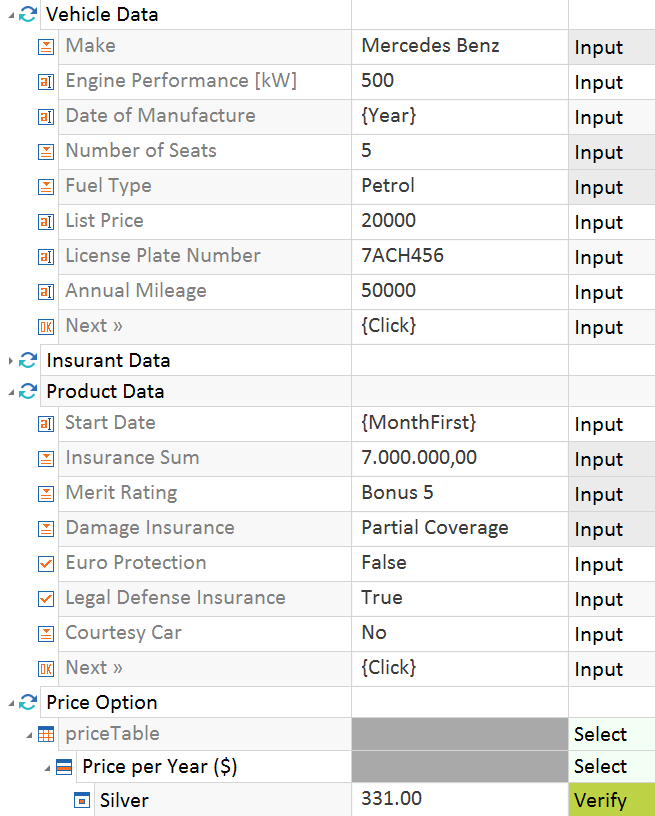 Vehicle Data
Make Mercedes Benz Input
Engine Performance [kW] 500 Input
Date of Manufacture {Year} Input
Number of Seats 5 Input
Fuel Type Petrol Input
List Price 20000 Input
License Plate Number 7ACH456 Input
Annual Mileage 50000 Input
OK Next » {Click} Input
Insurant Data
Product Data
Start Date {MonthFirst} Input
Insurance Sum 7.000.000,00 Input
Merit Rating Bonus 5 Input
Damage Insurance Partial Coverage Input
Euro Protection False Input
Legal Defense Insurance True Input
Courtesy Car No Input
OK Next » {Click} Input
Price Option
priceTable Select
Price per Year ($) Select
Silver 331.00 Verify